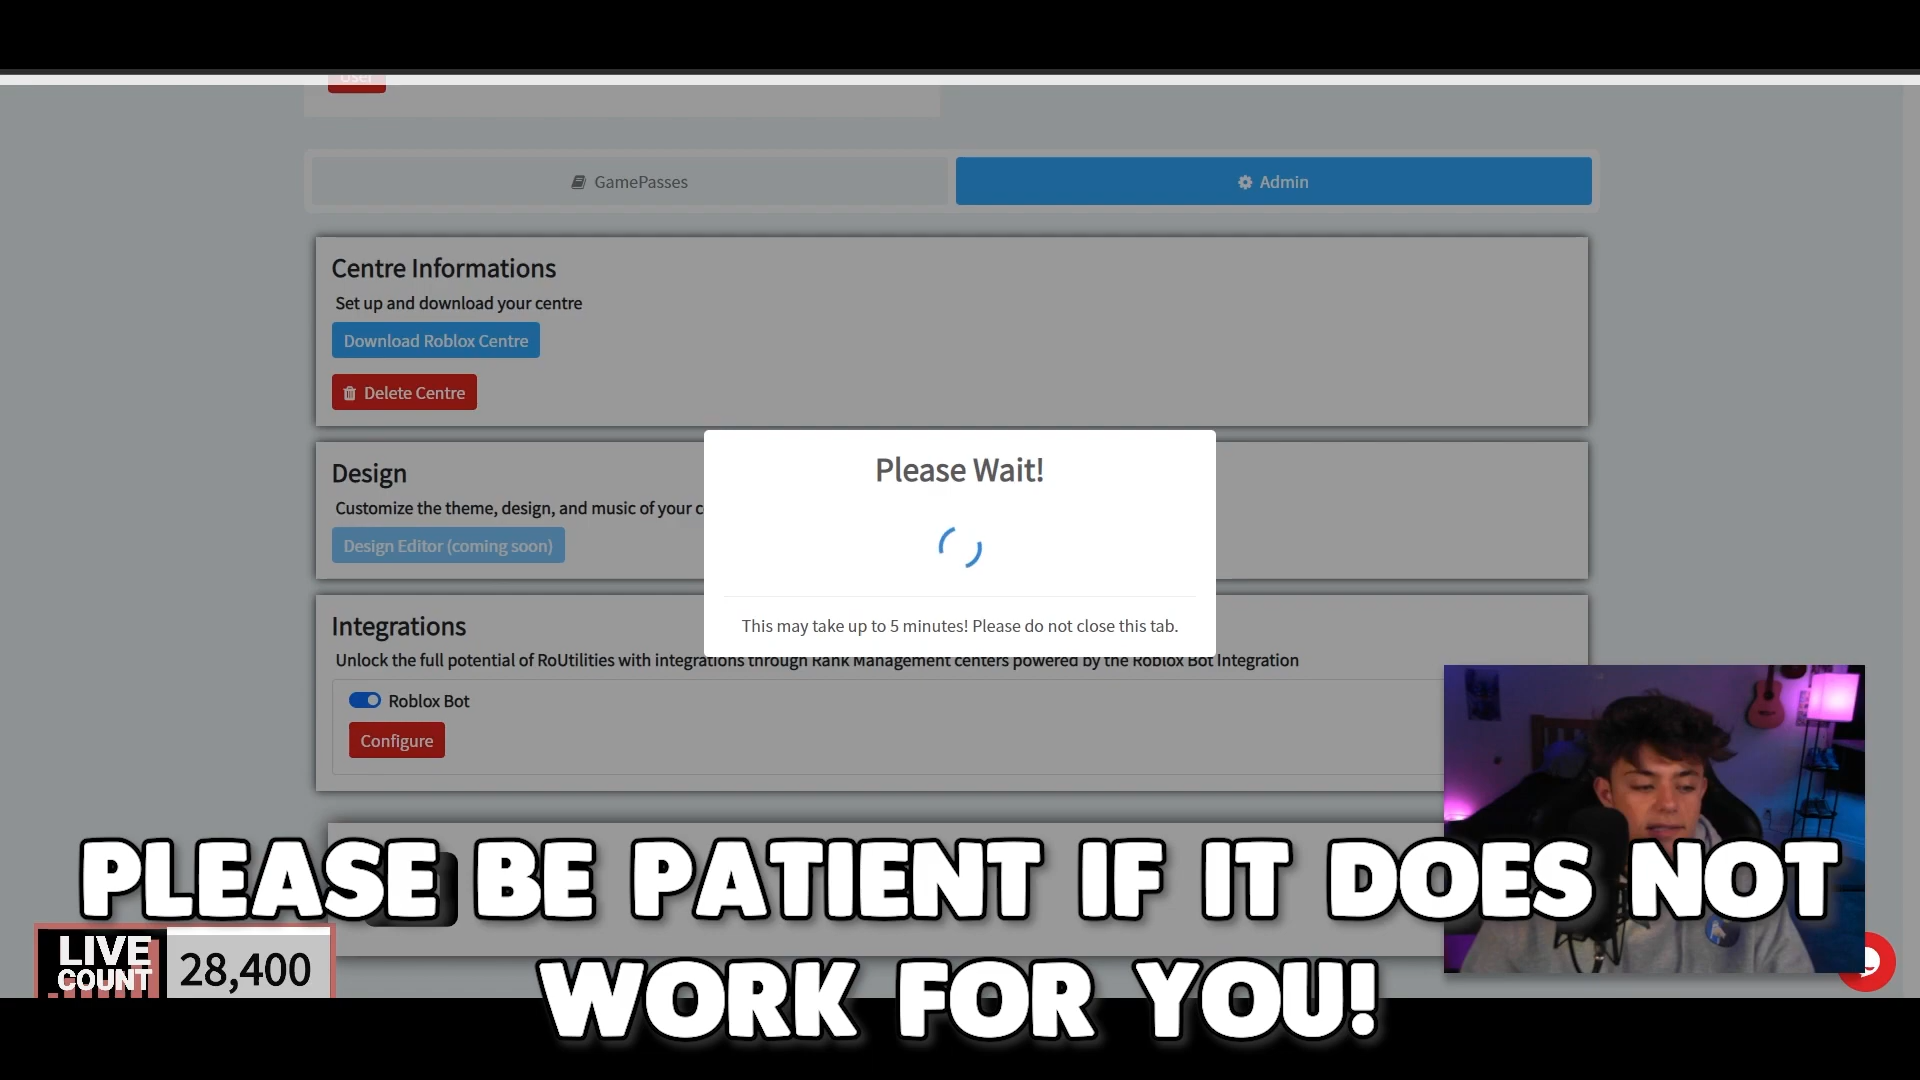 User
GamePasses
Admin
Centre Informations
Set up and download your centre
Download Roblox Centre
Delete Centre
Design
Customize the theme, design, and music of your c
Design Editor (coming soon)
Please Wait!
This may take up to 5 minutes! Please do not close this tab.
Integrations
Unlock the full potential of RoUtilities with integrations through Rank Management centers powered by the Roblox Bot Integration
Roblox Bot
Configure
PLEASE BE PATIENT IF IT DOES NOT
WORK FOR YOU!
LIVE
COUNT
28,400